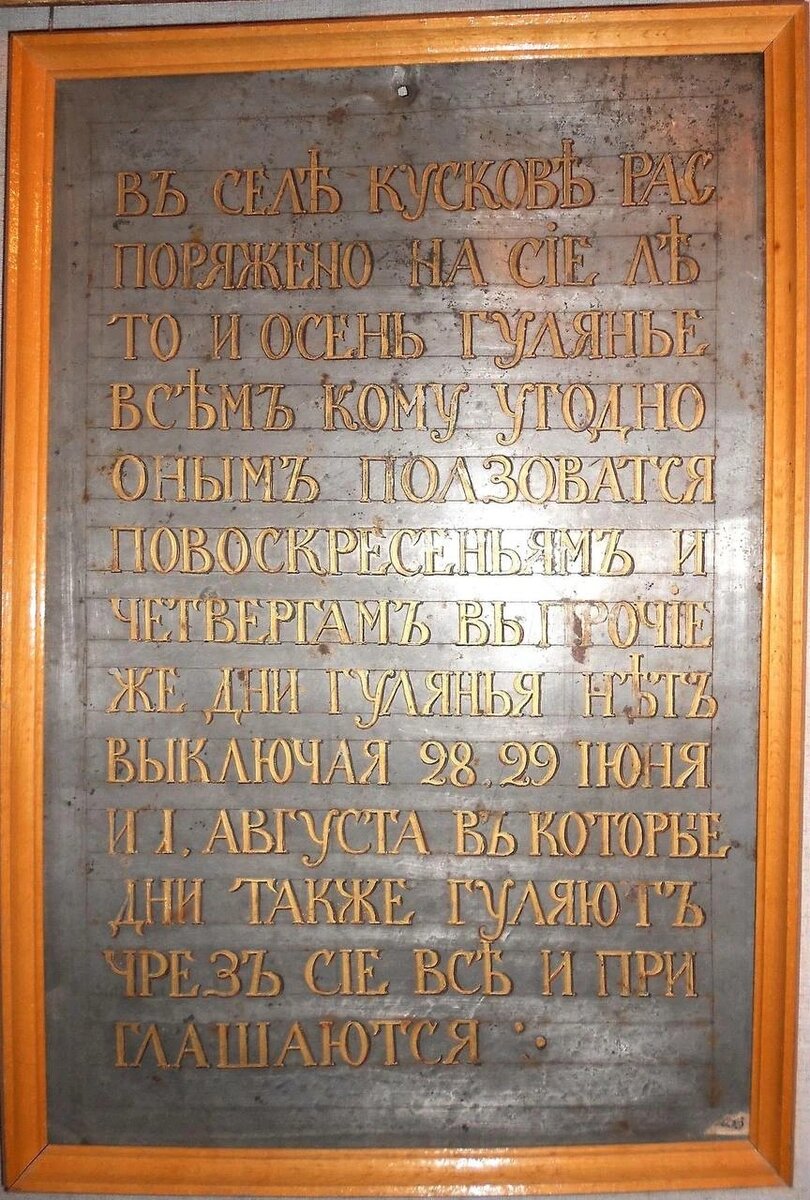 ВЪ СЕЛѢ КУСКОВѢ РАС
ПОРЯЖЕНО НА СІЕ ЛѢ
ТО И ОСЕНЬ ГУЛЯНЬЕ
ВСѢМЪ КОМУ УГОДНО
ОНЫМЪ ПОЛЗОВАТСЯ
ПОВОСКРЕСЕНЬЯМЪ И
ЧЕТВЕРГАМЪ ВЬ ПРОЧІЕ
ЖЕ ДНИ ГУЛЯНЬЯ НѢТЪ
ВЫКЛЮЧАЯ 28.29 ІЮНЯ
И 1. АВГУСТА ВЪ КОТОРЫЕ
ДНИ ТАКЖЕ ГУЛЯЮТЪ
ЧРЕЗЪ СІЕ ВСѢ И ПРИ
ГЛАШАЮТСЯ